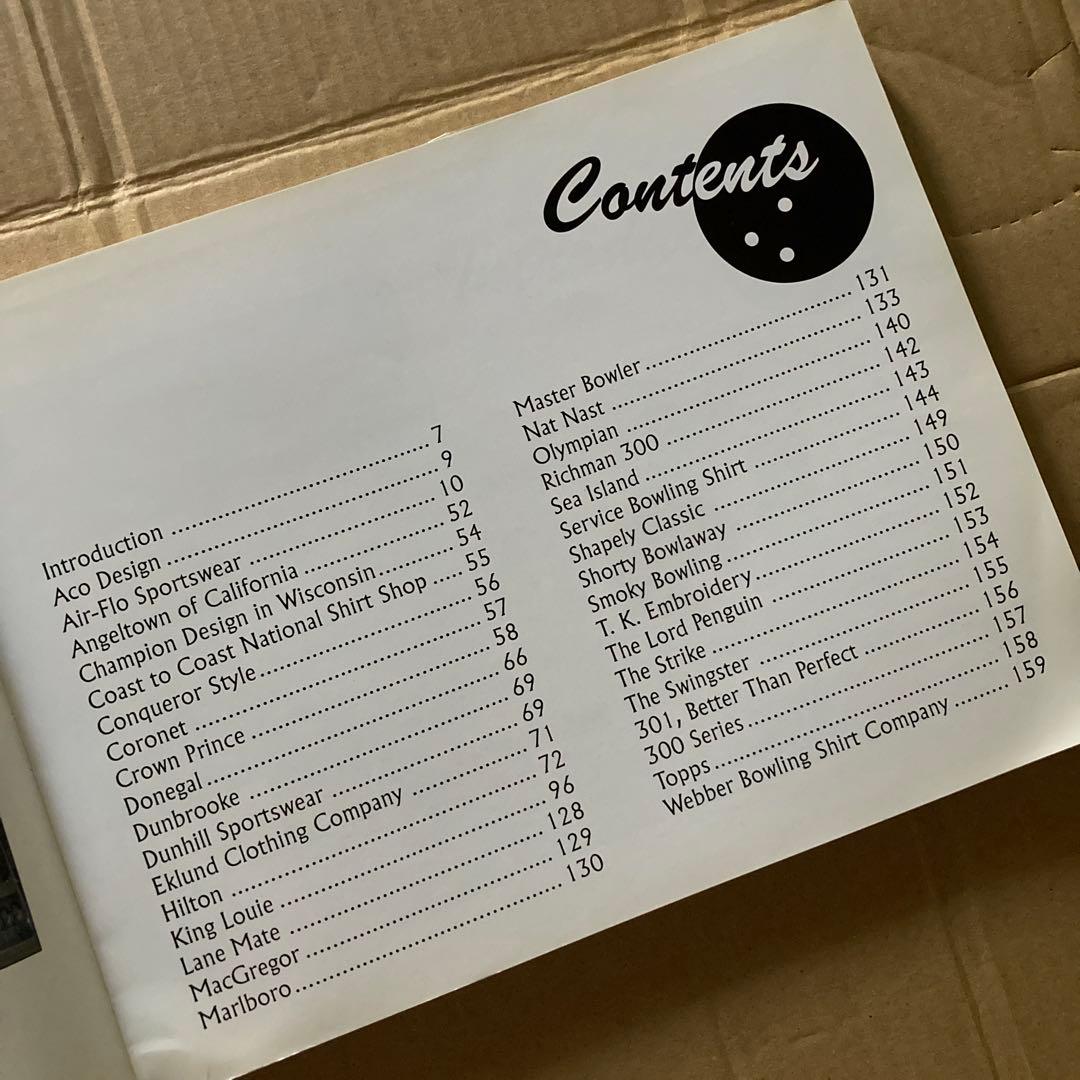 Contents
Introduction ........ 7
Aco Design ........ 9
Air-Flo Sportswear ........ 10
Angeltown of California ........ 52
Champion Design in Wisconsin ........ 54
Coast to Coast National Shirt Shop ..... 55
Conqueror Style ........ 56
Coronet ........ 57
Crown Prince ........ 58
Donegal ........ 66
Dunbrooke ........ 69
Dunhill Sportswear ........ 69
Eklund Clothing Company ........ 71
Hilton ........ 72
King Louie ........ 96
Lane Mate ........ 128
MacGregor ........ 129
Marlboro ........ 130
Master Bowler ........ 131
Nat Nast ........ 133
Olympian ........ 140
Richman 300 ........ 142
Sea Island ........ 143
Service Bowling Shirt ........ 144
Shapely Classic ........ 149
Shorty Bowlaway ........ 150
Smoky Bowling ........ 151
T. K. Embroidery ........ 152
The Lord Penguin ........ 153
The Strike ........ 154
The Swingster ........ 155
301, Better Than Perfect ........ 156
300 Series ........ 157
Topps ........ 158
Webber Bowling Shirt Company ........ 159